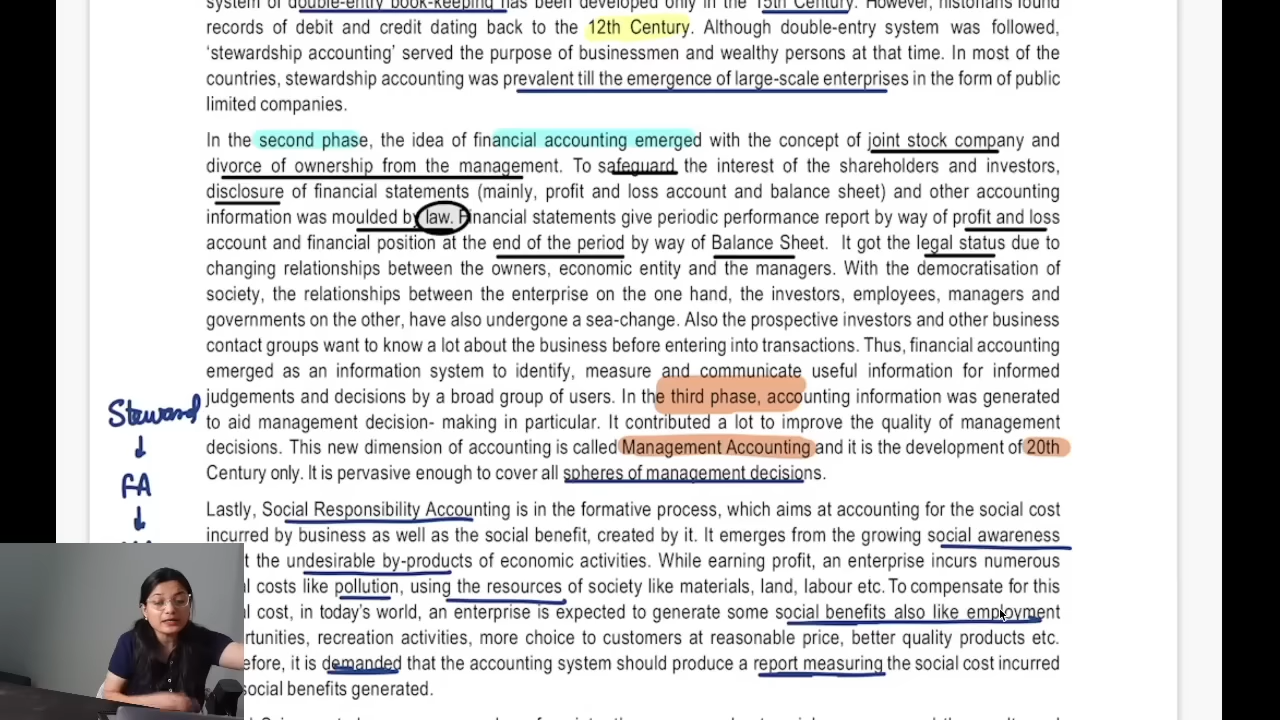 system of double-entry book-keeping has been developed only in the 15th Century. However, historians found
records of debit and credit dating back to the 12th Century. Although double-entry system was followed,
‘stewardship accounting’ served the purpose of businessmen and wealthy persons at that time. In most of the
countries, stewardship accounting was prevalent till the emergence of large-scale enterprises in the form of public
limited companies.
In the second phase, the idea of financial accounting emerged with the concept of joint stock company and
divorce of ownership from the management. To safeguard the interest of the shareholders and investors,
disclosure of financial statements (mainly, profit and loss account and balance sheet) and other accounting
information was moulded by law. Financial statements give periodic performance report by way of profit and loss
account and financial position at the end of the period by way of Balance Sheet. It got the legal status due to
changing relationships between the owners, economic entity and the managers. With the democratisation of
society, the relationships between the enterprise on the one hand, the investors, employees, managers and
governments on the other, have also undergone a sea-change. Also the prospective investors and other business
contact groups want to know a lot about the business before entering into transactions. Thus, financial accounting
emerged as an information system to identify, measure and communicate useful information for informed
judgements and decisions by a broad group of users. In the third phase, accounting information was generated
to aid management decision- making in particular. It contributed a lot to improve the quality of management
decisions. This new dimension of accounting is called Management Accounting and it is the development of 20th
Century only. It is pervasive enough to cover all spheres of management decisions.
Steward
↓
FA
↓
Lastly, Social Responsibility Accounting is in the formative process, which aims at accounting for the social cost
incurred by business as well as the social benefit, created by it. It emerges from the growing social awareness
the undesirable by-products of economic activities. While earning profit, an enterprise incurs numerous
costs like pollution, using the resources of society like materials, land, labour etc. To compensate for this
cost, in today’s world, an enterprise is expected to generate some social benefits also like employment
recreation activities, more choice to customers at reasonable price, better quality products etc.
it is demanded that the accounting system should produce a report measuring the social cost incurred
social benefits generated.